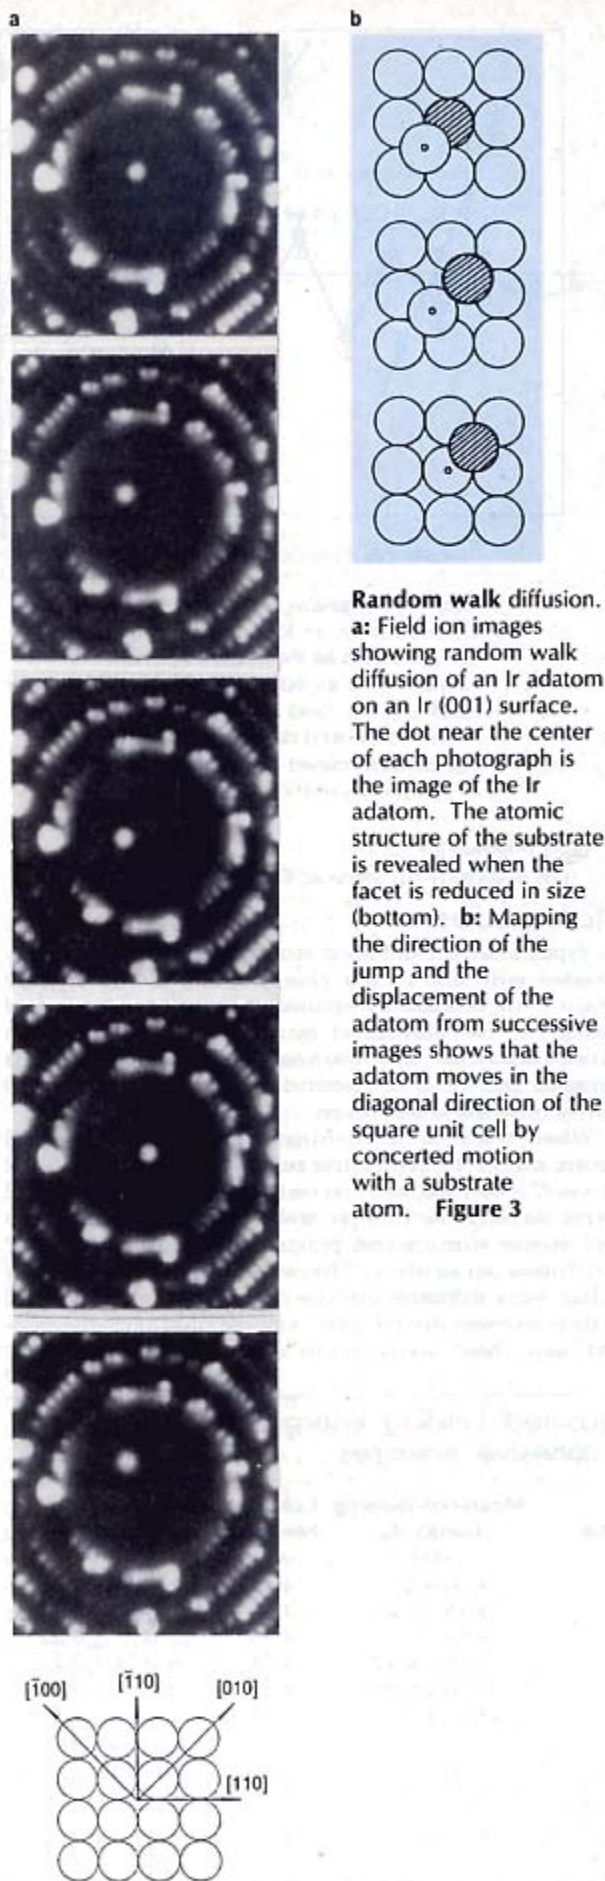 a
b
Random walk diffusion.
a: Field ion images
showing random walk
diffusion of an Ir adatom
on an Ir (001) surface.
The dot near the center
of each photograph is
the image of the Ir
adatom. The atomic
structure of the substrate
is revealed when the
facet is reduced in size
(bottom). b: Mapping
the direction of the
jump and the
displacement of the
adatom from successive
images shows that the
adatom moves in the
diagonal direction of the
square unit cell by
concerted motion
with a substrate
atom. Figure 3
[1̅00] [1̅10] [010]
[110]